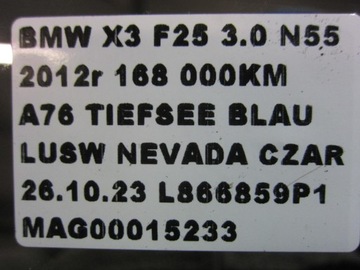 BMW X3 F25 3.0 N55
2012r 168 000KM
A76 TIEFSEE BLAU
LUSW NEVADA CZAR
26.10.23 L866859P1
MAG00015233